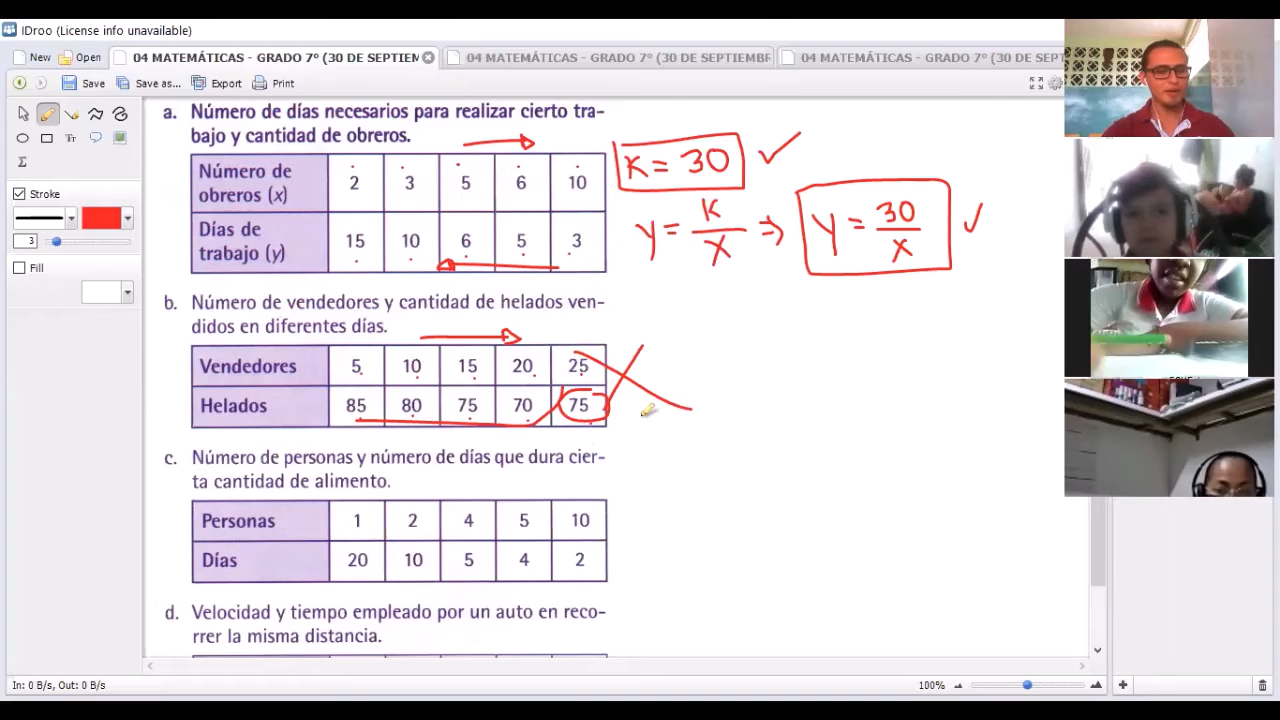 IDroo (License info unavailable)
New Open 04 MATEMÁTICAS - GRADO 7º (30 DE SEPTIEM 04 MATEMÁTICAS - GRADO 7º (30 DE SEPTIEMBR 04 MATEMÁTICAS - GRADO 7º (30 DE SEPT
Save Save as... Export Print
a. Número de días necesarios para realizar cierto tra-
bajo y cantidad de obreros.
Número de obreros (x) 2 3 5 6 10
Días de trabajo (y) 15 10 6 5 3
K = 30 ✓
y = K/X ⇒ y = 30/X ✓
b. Número de vendedores y cantidad de helados ven-
didos en diferentes días.
Vendedores 5 10 15 20 25
Helados 85 80 75 70 75
c. Número de personas y número de días que dura cier-
ta cantidad de alimento.
Personas 1 2 4 5 10
Días 20 10 5 4 2
d. Velocidad y tiempo empleado por un auto en reco-
rrer la misma distancia.
Tr
Σ
Stroke
3
Fill
In: 0 B/s, Out: 0 B/s 100%